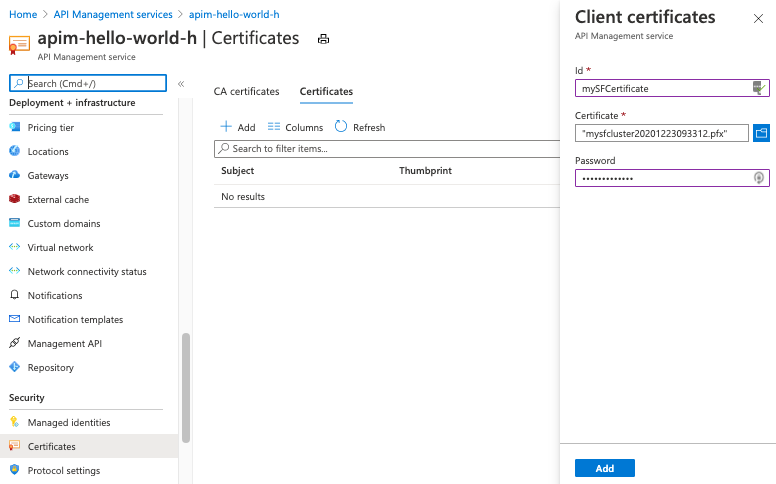 Home > API Management services > apim-hello-world-h
apim-hello-world-h | Certificates
API Management service
Search (Cmd+/)
«
Deployment + infrastructure
Pricing tier
Locations
Gateways
External cache
Custom domains
Virtual network
Network connectivity status
Notifications
Notification templates
Management API
Repository
Security
Managed identities
Certificates
Protocol settings
CA certificates Certificates
Add Columns Refresh
Search to filter items...
Subject Thumbprint
No results
Client certificates
API Management service
Id *
mySFCertificate
Certificate *
"mysfcluster20201223093312.pfx"
Password
•••••••••••••
Add